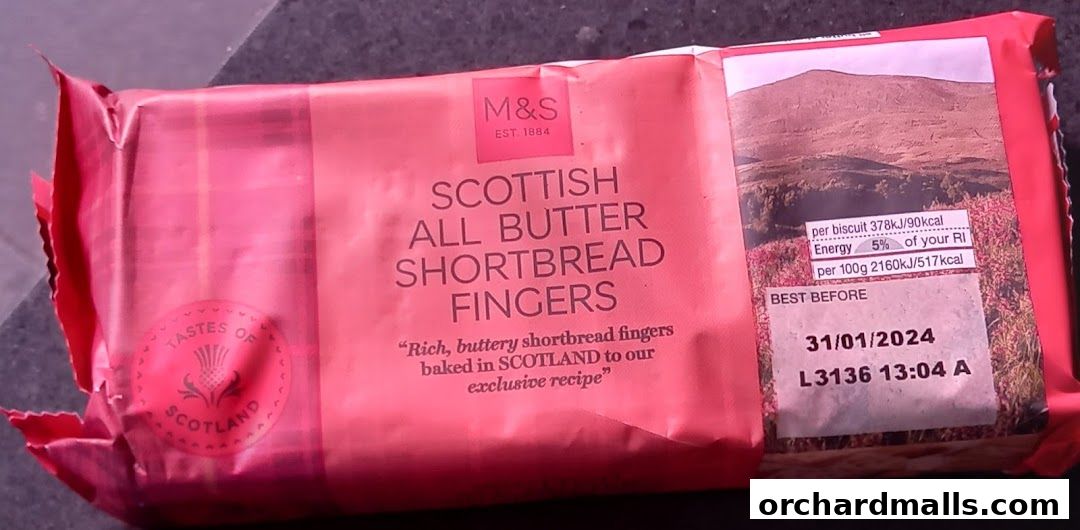 M&S
EST. 1884
SCOTTISH
ALL BUTTER
SHORTBREAD
FINGERS
“Rich, buttery shortbread fingers
baked in SCOTLAND to our
exclusive recipe”
TASTES OF
SCOTLAND
per biscuit 378kJ/90kcal
Energy 5% of your RI
per 100g 2160kJ/517kcal
BEST BEFORE
31/01/2024
L3136 13:04 A
orchardmalls.com